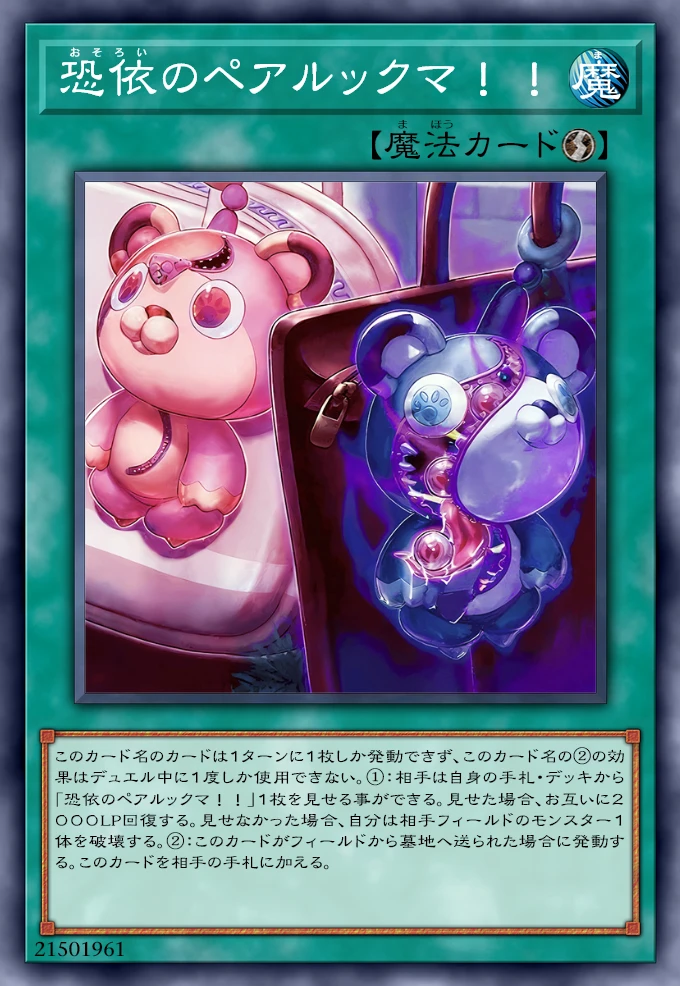 おそろい
恐依のペアルックマ！！
ま
魔
ま ほう
【魔法カード】
このカード名のカードは1ターンに1枚しか発動できず、このカード名の②の効
果はデュエル中に1度しか使用できない。①：相手は自身の手札・デッキから
「恐依のペアルックマ！！」1枚を見せる事ができる。見せた場合、お互いに2
000LP回復する。見せなかった場合、自分は相手フィールドのモンスター1
体を破壊する。②：このカードがフィールドから墓地へ送られた場合に発動す
る。このカードを相手の手札に加える。
21501961